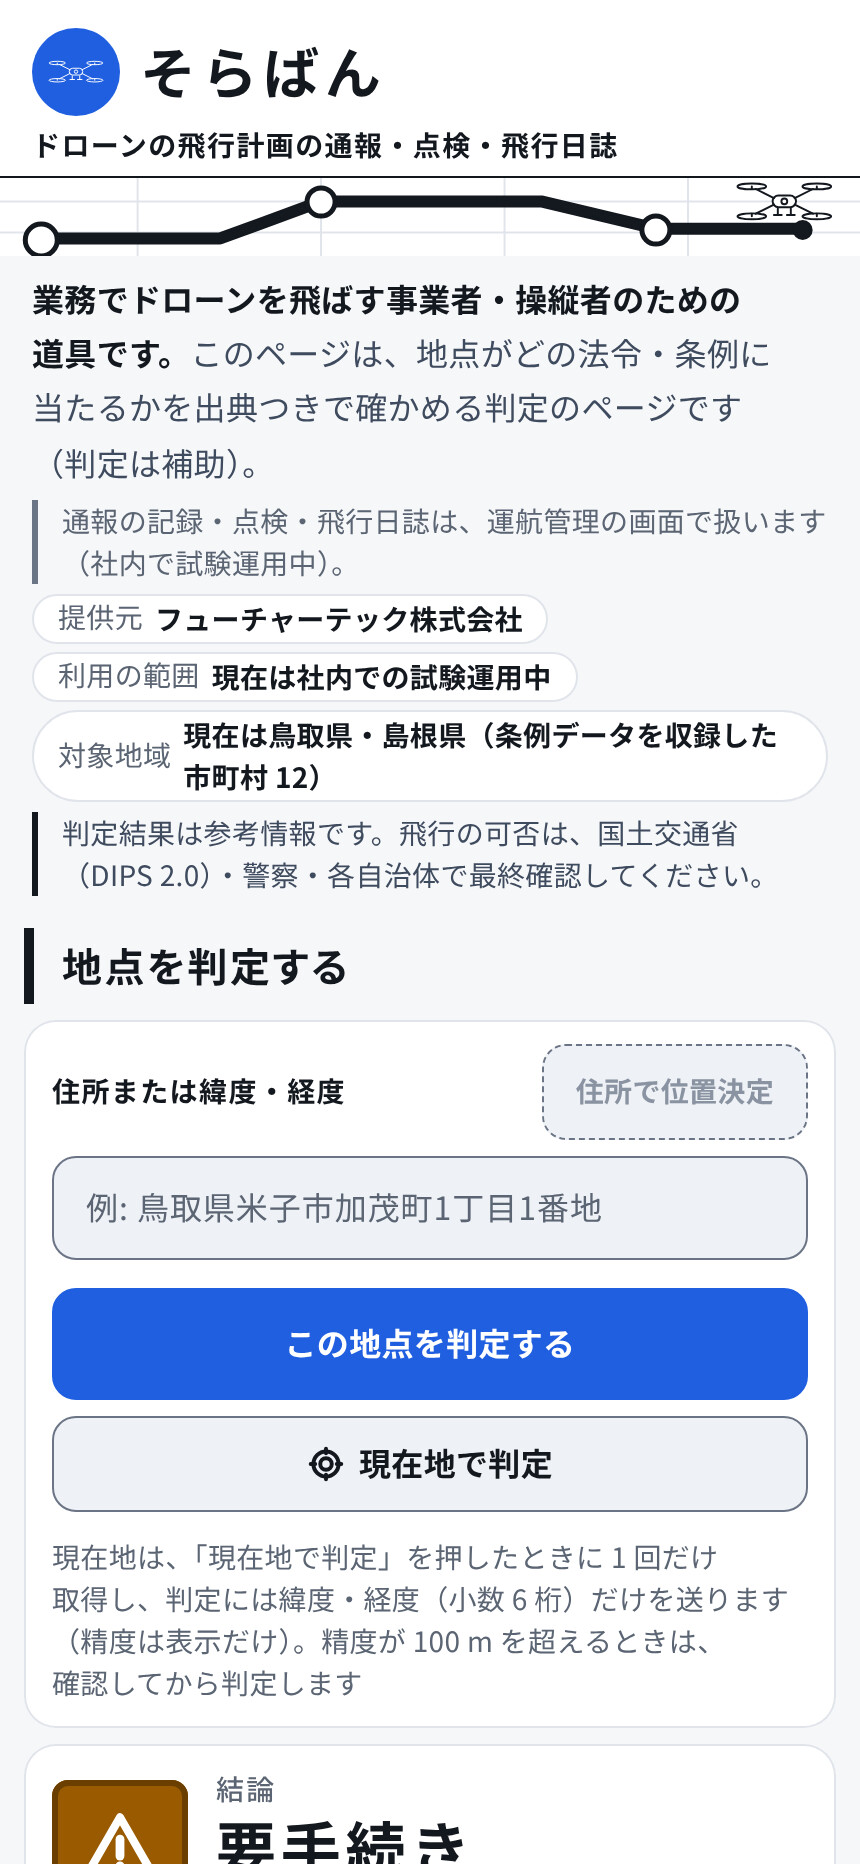 そらばん
ドローンの飛行計画の通報・点検・飛行日誌
業務でドローンを飛ばす事業者・操縦者のための
道具です。このページは、地点がどの法令・条例に
当たるかを出典つきで確かめる判定のページです
（判定は補助）。
通報の記録・点検・飛行日誌は、運航管理の画面で扱います
（社内で試験運用中）。
提供元 フューチャーテック株式会社
利用の範囲 現在は社内での試験運用中
対象地域 現在は鳥取県・島根県（条例データを収録した
市町村 12）
判定結果は参考情報です。飛行の可否は、国土交通省
（DIPS 2.0）・警察・各自治体で最終確認してください。
地点を判定する
住所または緯度・経度
住所で位置決定
例: 鳥取県米子市加茂町1丁目1番地
この地点を判定する
現在地で判定
現在地は、「現在地で判定」を押したときに 1 回だけ
取得し、判定には緯度・経度（小数 6 桁）だけを送ります
（精度は表示だけ）。精度が 100 m を超えるときは、
確認してから判定します
結論
要手続き